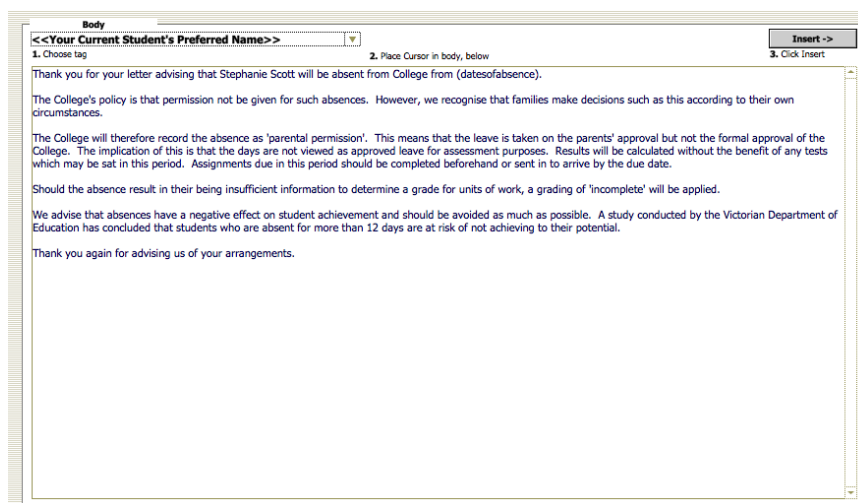 Body
<<Your Current Student's Preferred Name>>
Insert ->
1. Choose tag
2. Place Cursor in body, below
3. Click Insert
Thank you for your letter advising that Stephanie Scott will be absent from College from (datesofabsence).
The College's policy is that permission not be given for such absences.  However, we recognise that families make decisions such as this according to their own
circumstances.
The College will therefore record the absence as 'parental permission'.  This means that the leave is taken on the parents' approval but not the formal approval of the
College.  The implication of this is that the days are not viewed as approved leave for assessment purposes.  Results will be calculated without the benefit of any tests
which may be sat in this period.  Assignments due in this period should be completed beforehand or sent in to arrive by the due date.
Should the absence result in their being insufficient information to determine a grade for units of work, a grading of 'incomplete' will be applied.
We advise that absences have a negative effect on student achievement and should be avoided as much as possible.  A study conducted by the Victorian Department of
Education has concluded that students who are absent for more than 12 days are at risk of not achieving to their potential.
Thank you again for advising us of your arrangements.